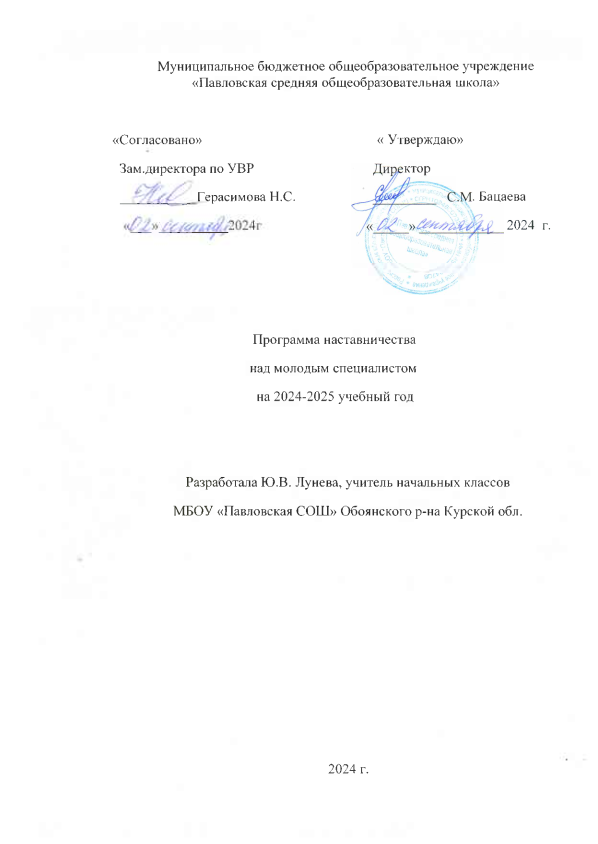 Муниципальное бюджетное общеобразовательное учреждение
«Павловская средняя общеобразовательная школа»
«Согласовано» « Утверждаю»
Зам.директора по УВР Директор
Герасимова Н.С. С.М. Бацаева
«02» сентября 2024г «02» сентября 2024 г.
Программа наставничества
над молодым специалистом
на 2024-2025 учебный год
Разработала Ю.В. Лунева, учитель начальных классов
МБОУ «Павловская СОШ» Обоянского р-на Курской обл.
2024 г.